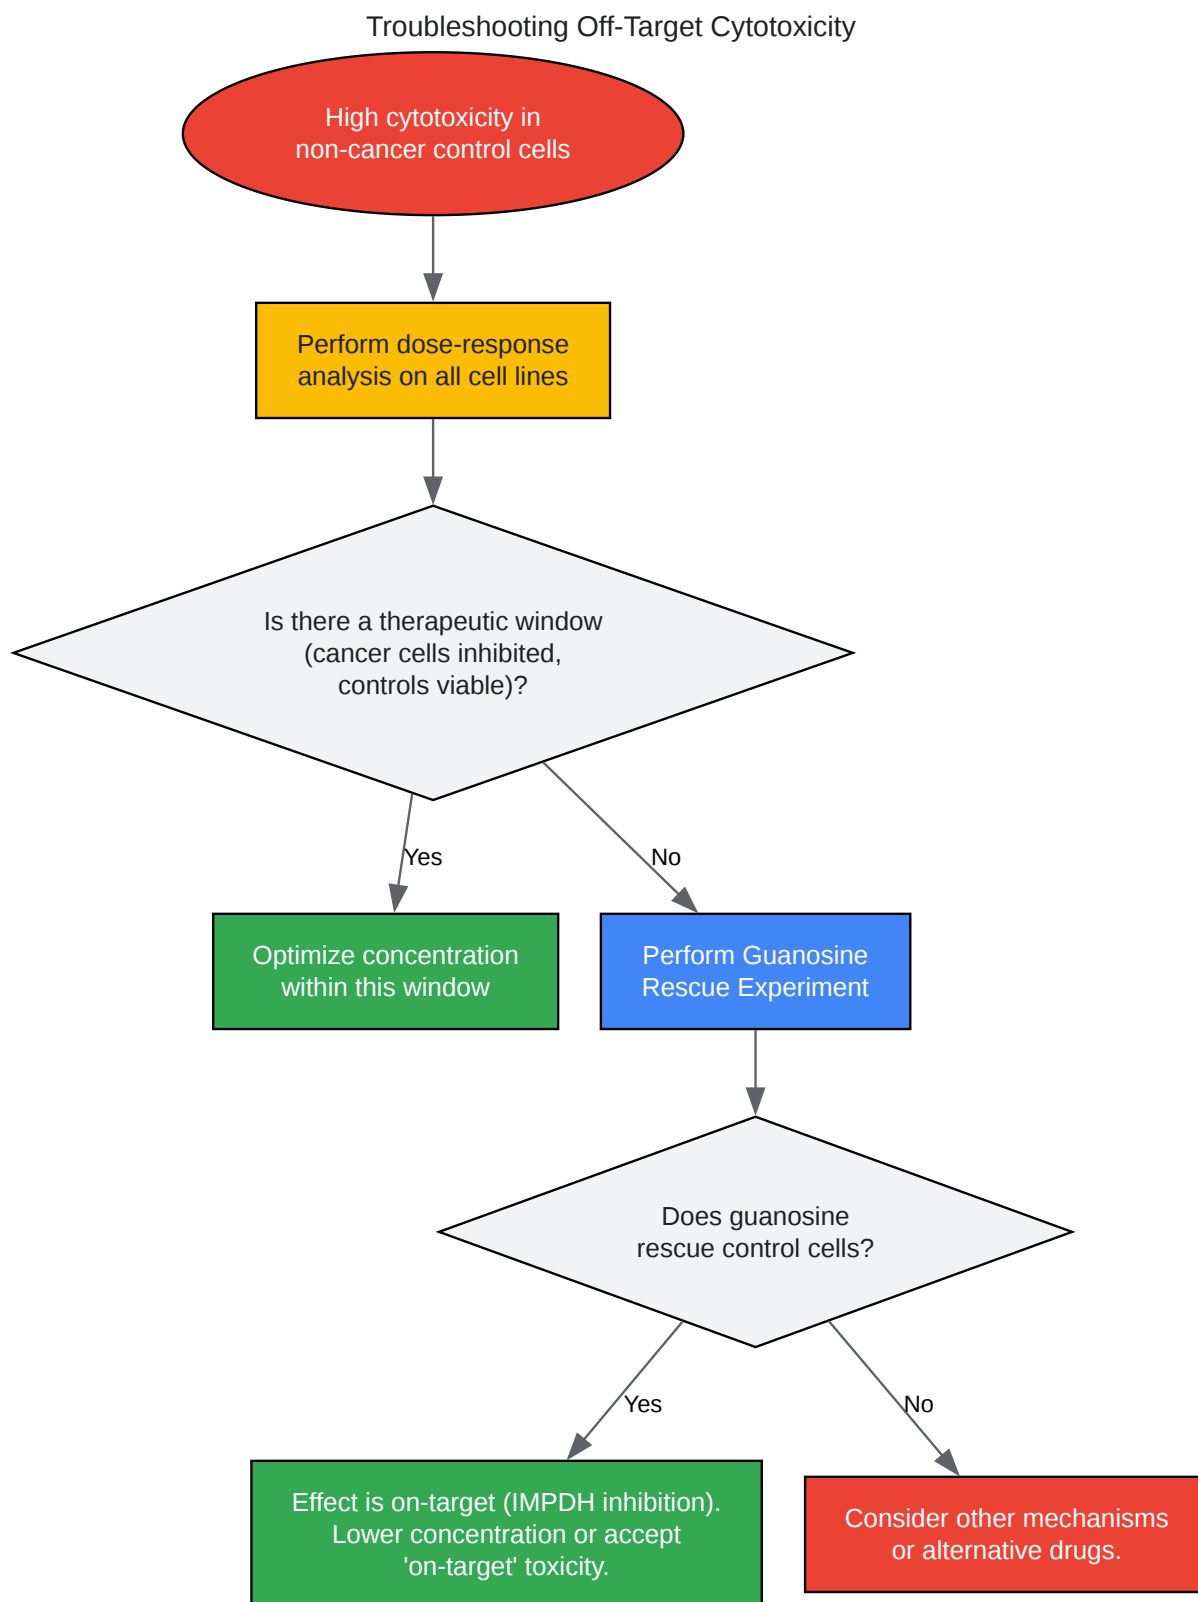 Troubleshooting Off-Target Cytotoxicity
High cytotoxicity in
non-cancer control cells
Perform dose-response
analysis on all cell lines
Is there a therapeutic window
(cancer cells inhibited,
controls viable)?
Yes
No
Optimize concentration
within this window
Perform Guanosine
Rescue Experiment
Does guanosine
rescue control cells?
Yes
No
Effect is on-target (IMPDH inhibition).
Lower concentration or accept
'on-target' toxicity.
Consider other mechanisms
or alternative drugs.